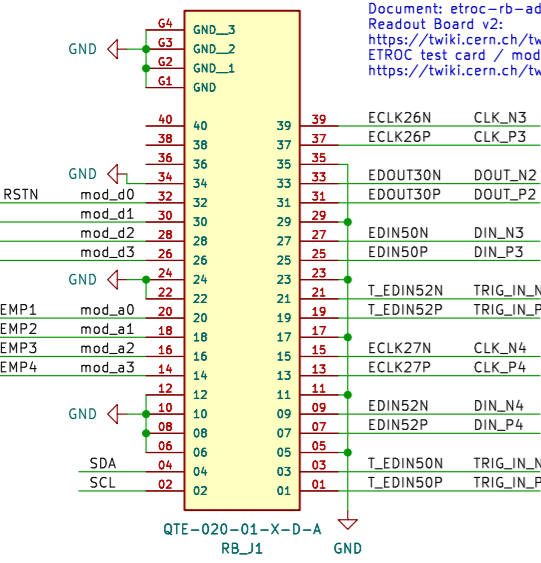 Document: etroc-rb-ad
Readout Board v2:
https://twiki.cern.ch/tw
ETROC test card / mod
https://twiki.cern.ch/tw
G4 GND__3
GND G3 GND__2
G2 GND__1
G1 GND
40 40 39 39 ECLK26N CLK_N3
38 38 37 37 ECLK26P CLK_P3
36 36 35 35
GND 34 34 33 33 EDOUT30N DOUT_N2
RSTN mod_d0 32 32 31 31 EDOUT30P DOUT_P2
mod_d1 30 30 29 29
mod_d2 28 28 27 27 EDIN50N DIN_N3
mod_d3 26 26 25 25 EDIN50P DIN_P3
GND 24 24 23 23
22 22 21 21 T_EDIN52N TRIG_IN_N
EMP1 mod_a0 20 20 19 19 T_EDIN52P TRIG_IN_P
EMP2 mod_a1 18 18 17 17
EMP3 mod_a2 16 16 15 15 ECLK27N CLK_N4
EMP4 mod_a3 14 14 13 13 ECLK27P CLK_P4
12 12 11 11
GND 10 10 09 09 EDIN52N DIN_N4
08 08 07 07 EDIN52P DIN_P4
06 06 05 05
SDA 04 04 03 03 T_EDIN50N TRIG_IN_N
SCL 02 02 01 01 T_EDIN50P TRIG_IN_P
QTE-020-01-X-D-A
RB_J1 GND